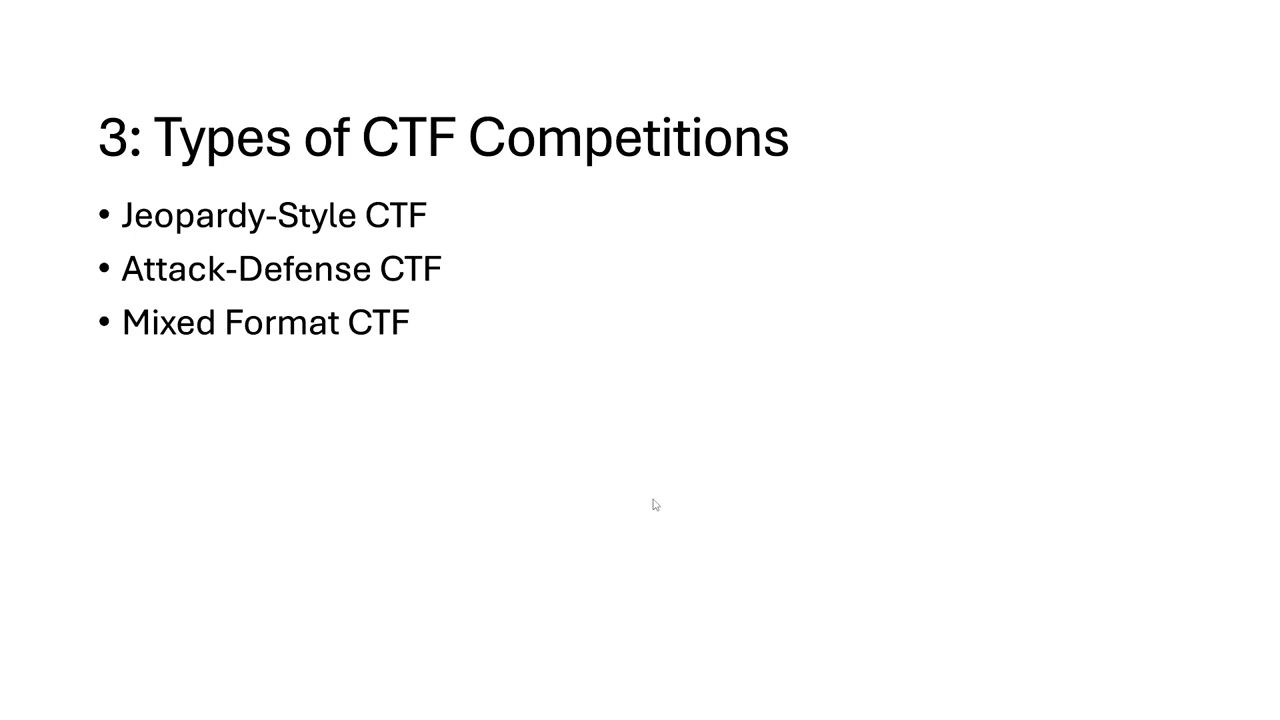 3: Types of CTF Competitions
• Jeopardy-Style CTF
• Attack-Defense CTF
• Mixed Format CTF